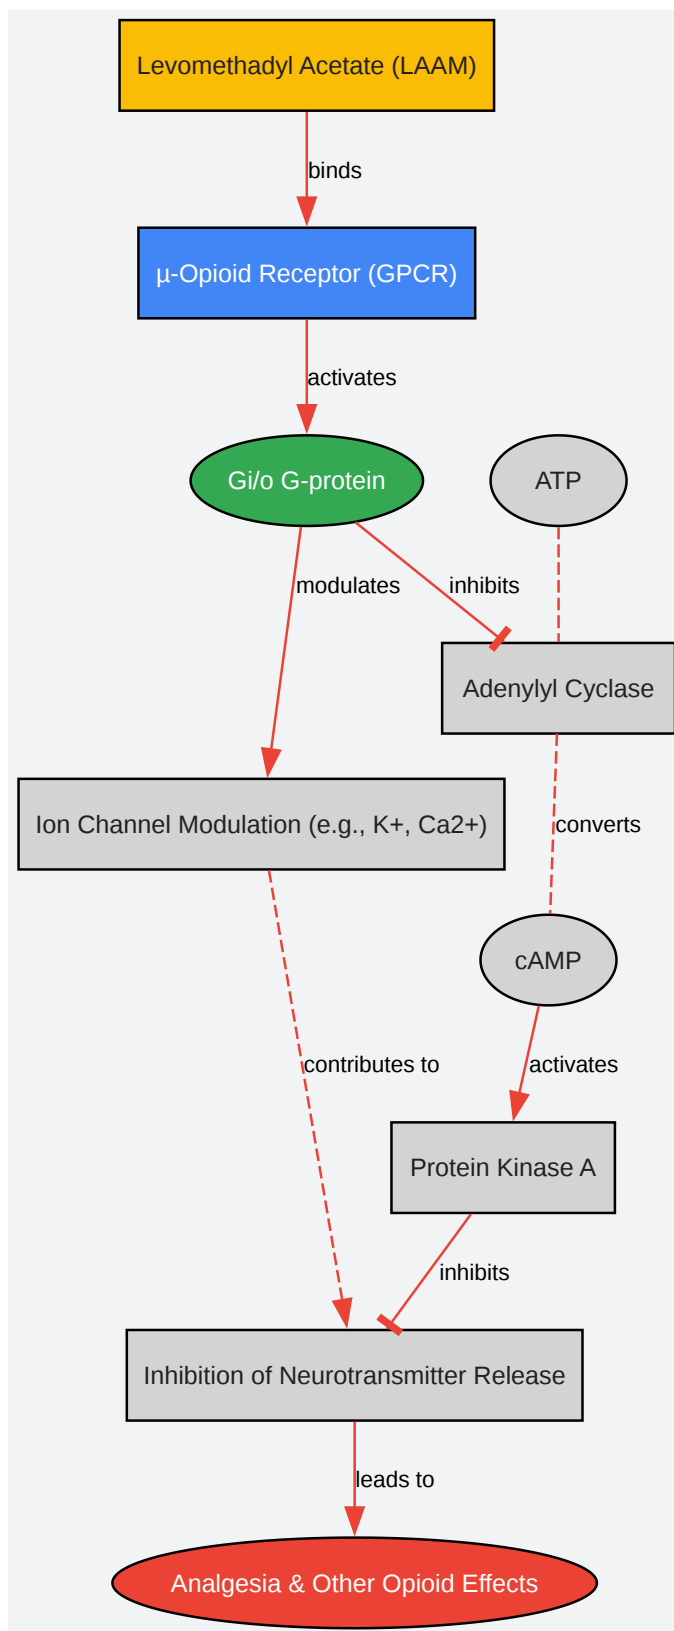 Levomethadyl Acetate (LAAM)
binds
µ-Opioid Receptor (GPCR)
activates
Gi/o G-protein
ATP
modulates
inhibits
Adenylyl Cyclase
Ion Channel Modulation (e.g., K+, Ca2+)
converts
cAMP
contributes to
activates
Protein Kinase A
inhibits
Inhibition of Neurotransmitter Release
leads to
Analgesia & Other Opioid Effects